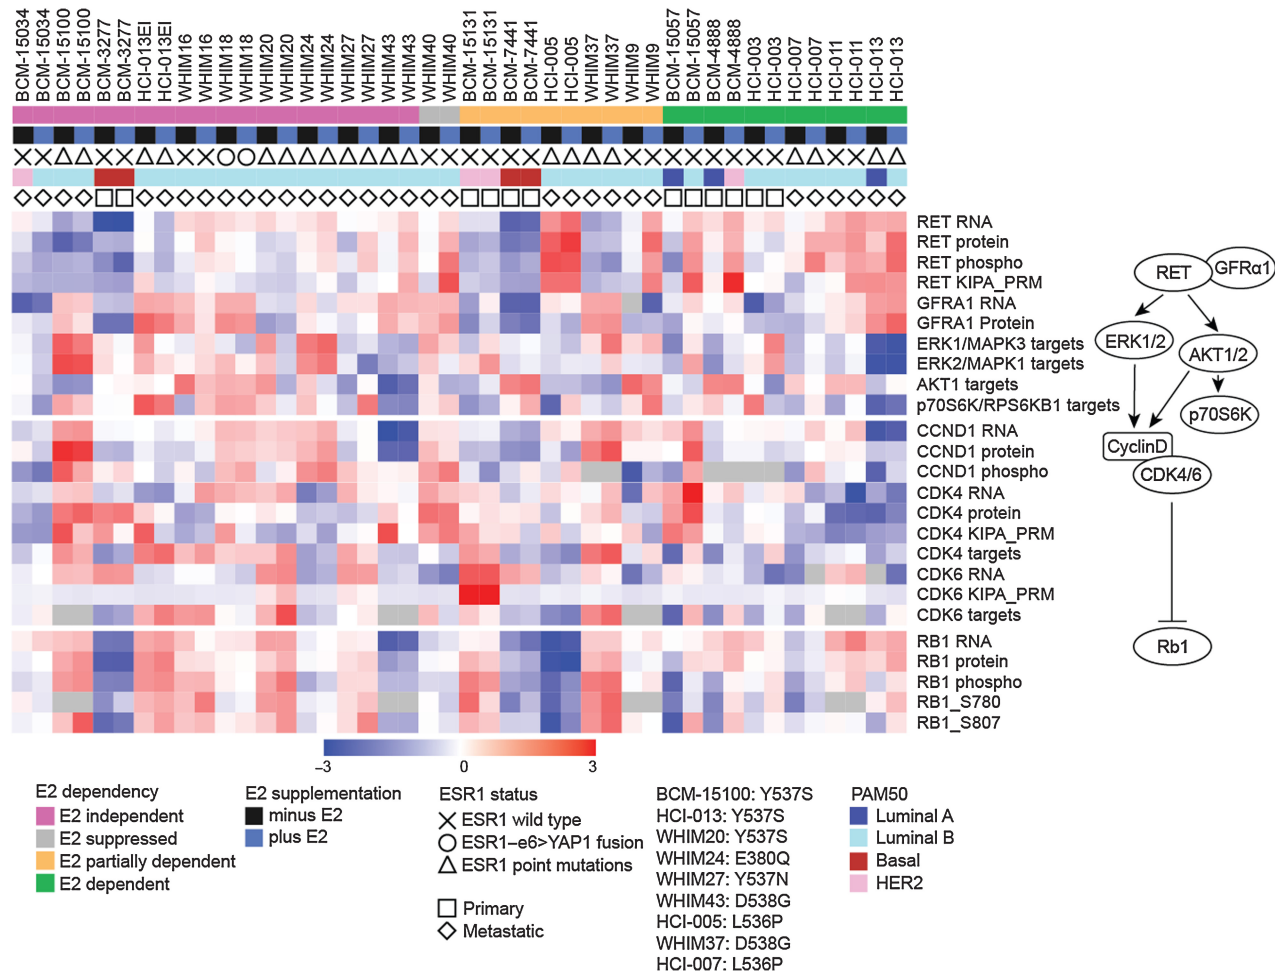 BCM-15034
BCM-15034
BCM-15100
BCM-15100
BCM-3277
BCM-3277
HCI-013EI
HCI-013EI
WHIM16
WHIM16
WHIM18
WHIM18
WHIM20
WHIM20
WHIM24
WHIM24
WHIM27
WHIM27
WHIM43
WHIM43
WHIM40
WHIM40
BCM-15131
BCM-15131
BCM-7441
BCM-7441
HCI-005
HCI-005
WHIM37
WHIM37
WHIM9
WHIM9
BCM-15057
BCM-15057
BCM-4888
BCM-4888
HCI-003
HCI-003
HCI-007
HCI-007
HCI-011
HCI-011
HCI-013
HCI-013
RET RNA
RET protein
RET phospho
RET KIPA_PRM
GFRA1 RNA
GFRA1 Protein
ERK1/MAPK3 targets
ERK2/MAPK1 targets
AKT1 targets
p70S6K/RPS6KB1 targets
CCND1 RNA
CCND1 protein
CCND1 phospho
CDK4 RNA
CDK4 protein
CDK4 KIPA_PRM
CDK4 targets
CDK6 RNA
CDK6 KIPA_PRM
CDK6 targets
RB1 RNA
RB1 protein
RB1 phospho
RB1_S780
RB1_S807
RET
GFRα1
ERK1/2
AKT1/2
p70S6K
CyclinD
CDK4/6
Rb1
−3
0
3
E2 dependency
E2 independent
E2 suppressed
E2 partially dependent
E2 dependent
E2 supplementation
minus E2
plus E2
ESR1 status
ESR1 wild type
ESR1–e6>YAP1 fusion
ESR1 point mutations
Primary
Metastatic
BCM-15100: Y537S
HCI-013: Y537S
WHIM20: Y537S
WHIM24: E380Q
WHIM27: Y537N
WHIM43: D538G
HCI-005: L536P
WHIM37: D538G
HCI-007: L536P
PAM50
Luminal A
Luminal B
Basal
HER2